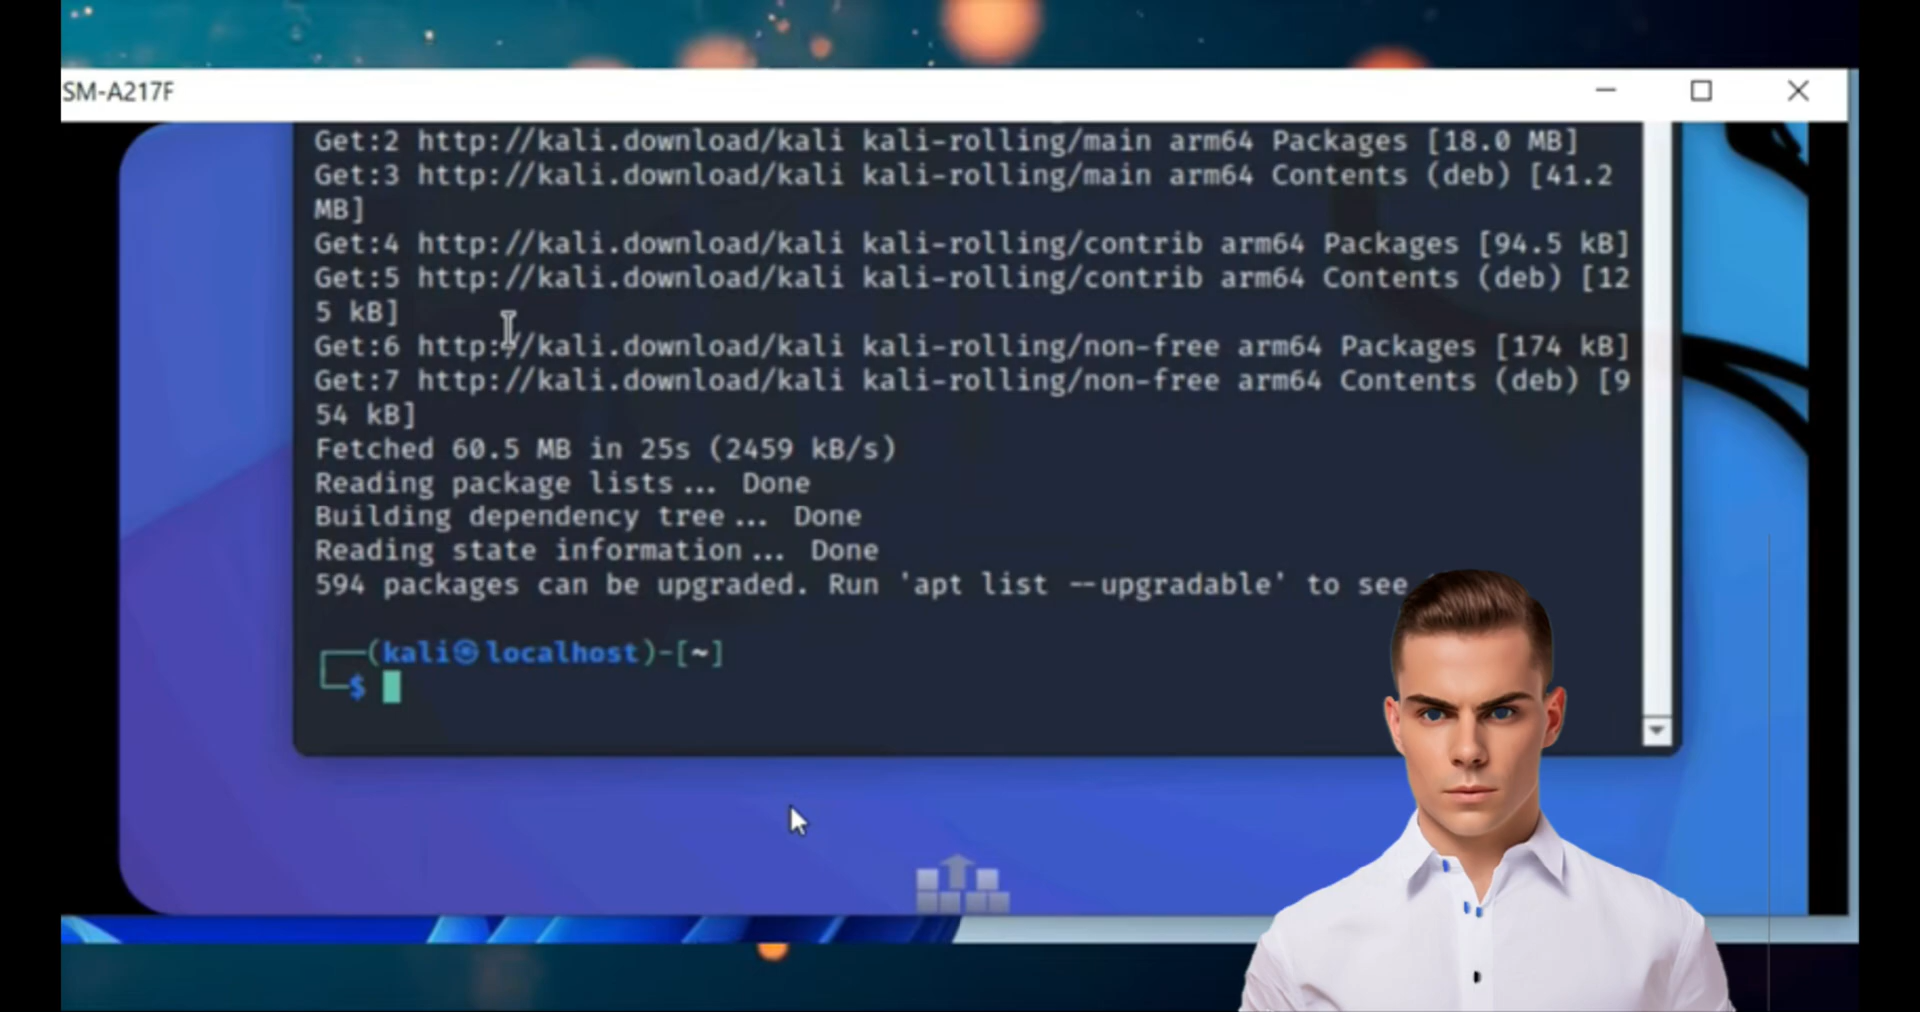 SM-A217F
Get:2 http://kali.download/kali kali-rolling/main arm64 Packages [18.0 MB]
Get:3 http://kali.download/kali kali-rolling/main arm64 Contents (deb) [41.2
MB]
Get:4 http://kali.download/kali kali-rolling/contrib arm64 Packages [94.5 kB]
Get:5 http://kali.download/kali kali-rolling/contrib arm64 Contents (deb) [12
5 kB]
Get:6 http://kali.download/kali kali-rolling/non-free arm64 Packages [174 kB]
Get:7 http://kali.download/kali kali-rolling/non-free arm64 Contents (deb) [9
54 kB]
Fetched 60.5 MB in 25s (2459 kB/s)
Reading package lists... Done
Building dependency tree... Done
Reading state information... Done
594 packages can be upgraded. Run 'apt list --upgradable' to see
┌──(kali㉿localhost)-[~]
└─$